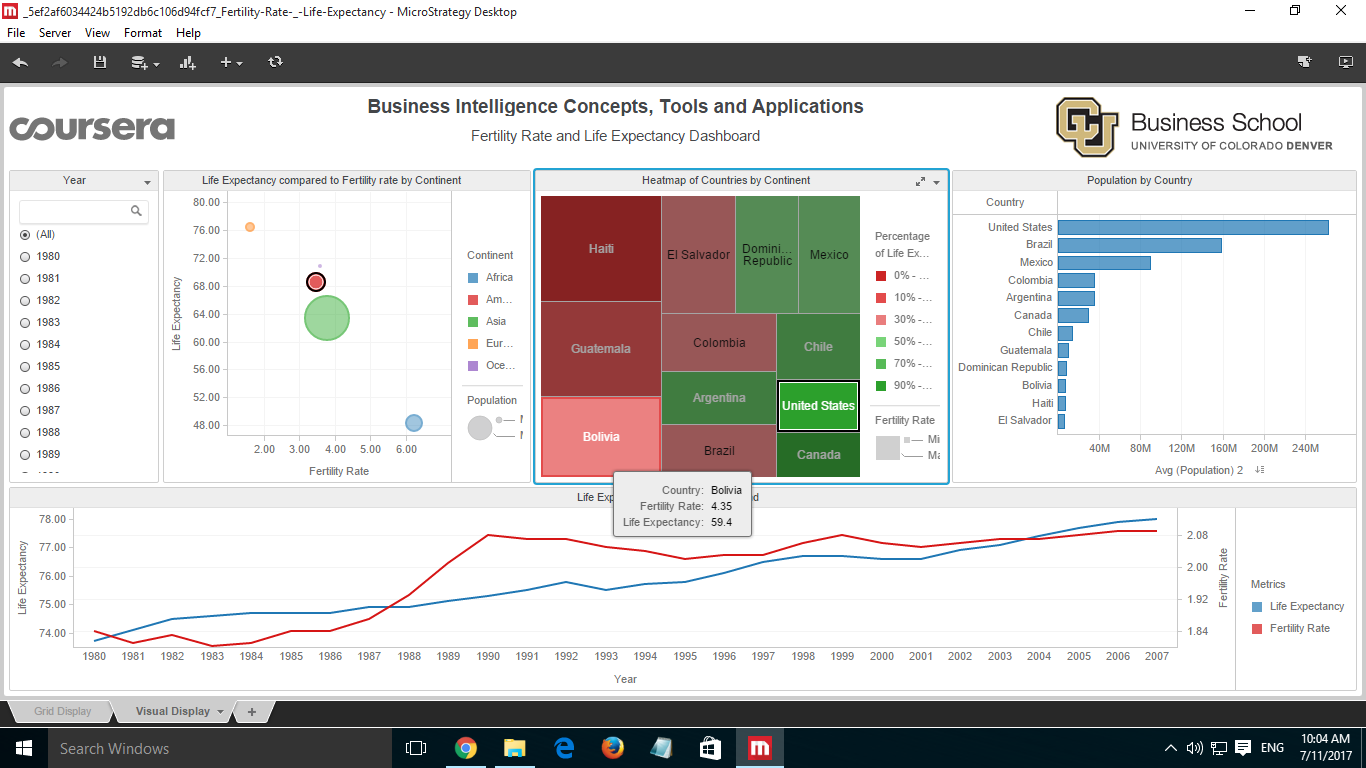 _5ef2af6034424b5192db6c106d94fcf7_Fertility-Rate-_-Life-Expectancy - MicroStrategy Desktop
File Server View Format Help
coursera
Business Intelligence Concepts, Tools and Applications
Fertility Rate and Life Expectancy Dashboard
CU
Business School
UNIVERSITY OF COLORADO DENVER
Year
(All)
1980
1981
1982
1983
1984
1985
1986
1987
1988
1989
Life Expectancy compared to Fertility rate by Continent
Life Expectancy
80.00
76.00
72.00
68.00
64.00
60.00
56.00
52.00
48.00
2.00 3.00 4.00 5.00 6.00
Fertility Rate
Continent
Africa
Am...
Asia
Eur...
Oce...
Population
Heatmap of Countries by Continent
Haiti
El Salvador
Domini...
Republic
Mexico
Guatemala
Colombia
Chile
Argentina
United States
Bolivia
Brazil
Canada
Percentage
of Life Ex...
0% - ...
10% -...
30% -...
50% -...
70% -...
90% -...
Fertility Rate
Mi
Ma
Country: Bolivia
Fertility Rate: 4.35
Life Expectancy: 59.4
Population by Country
Country
United States
Brazil
Mexico
Colombia
Argentina
Canada
Chile
Guatemala
Dominican Republic
Bolivia
Haiti
El Salvador
40M 80M 120M 160M 200M 240M
Avg (Population) 2
Life Exp
d
Life Expectancy
78.00
77.00
76.00
75.00
74.00
1980 1981 1982 1983 1984 1985 1986 1987 1988 1989 1990 1991 1992 1993 1994 1995 1996 1997 1998 1999 2000 2001 2002 2003 2004 2005 2006 2007
Year
2.08
2.00
1.92
1.84
Fertility Rate
Metrics
Life Expectancy
Fertility Rate
Grid Display
Visual Display
Search Windows
ENG
10:04 AM
7/11/2017